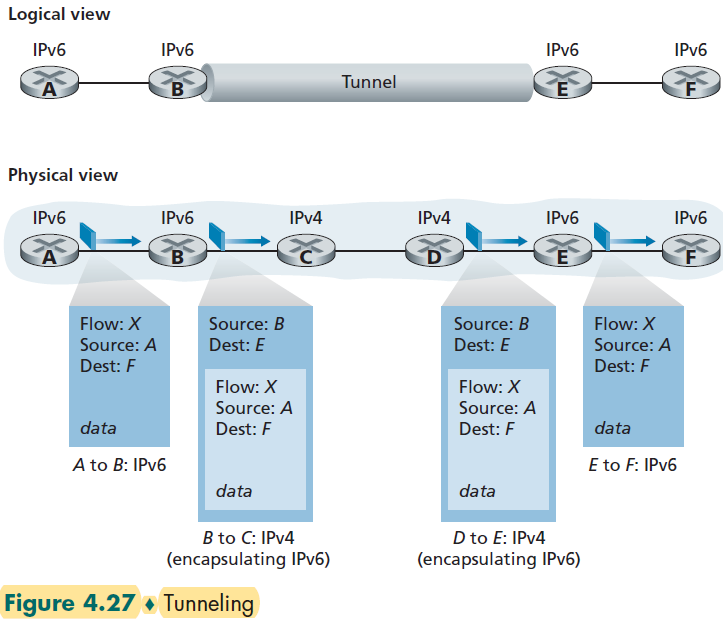 Logical view
IPv6 IPv6 IPv6 IPv6
A B Tunnel E F
Physical view
IPv6 IPv6 IPv4 IPv4 IPv6 IPv6
A B C D E F
Flow: X
Source: A
Dest: F
data
A to B: IPv6
Source: B
Dest: E
Flow: X
Source: A
Dest: F
data
B to C: IPv4
(encapsulating IPv6)
Source: B
Dest: E
Flow: X
Source: A
Dest: F
data
D to E: IPv4
(encapsulating IPv6)
Flow: X
Source: A
Dest: F
data
E to F: IPv6
Figure 4.27 ♦ Tunneling